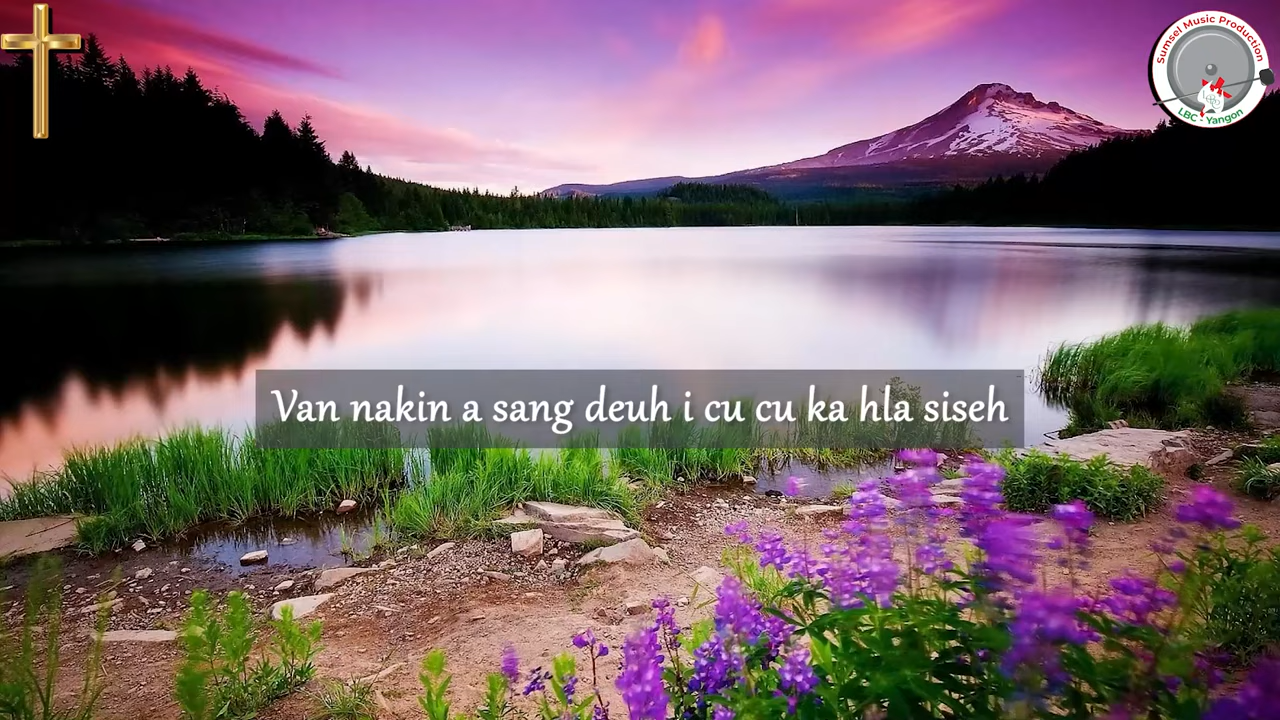 Sumsel Music Production
LBC - Yangon
Van nakin a sang deuh i cu cu ka hla siseh